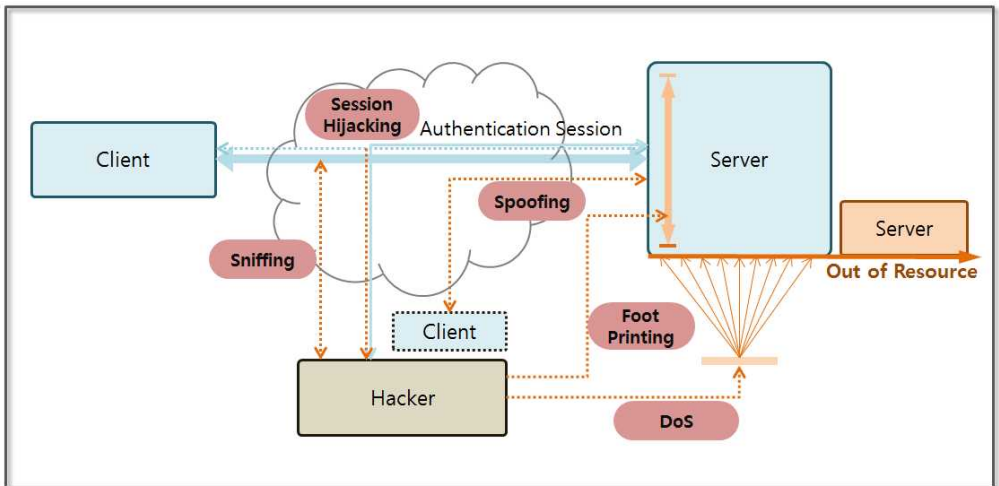 Session
Hijacking
Authentication Session
Client
Server
Spoofing
Server
Sniffing
Out of Resource
Client
Foot
Printing
Hacker
DoS